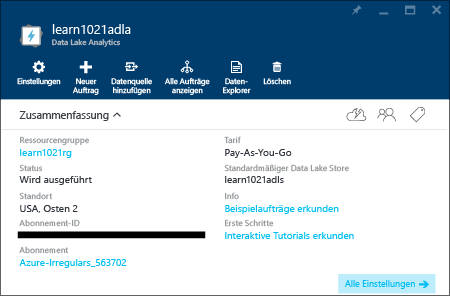 learn1021adla
Data Lake Analytics
Einstellungen
Neuer
Auftrag
Datenquelle
hinzufügen
Alle Aufträge
anzeigen
Daten-
Explorer
Löschen
Zusammenfassung
Ressourcengruppe
learn1021rg
Status
Wird ausgeführt
Standort
USA, Osten 2
Abonnement-ID
Abonnement
Azure-Irregulars_563702
Tarif
Pay-As-You-Go
Standardmäßiger Data Lake Store
learn1021adls
Info
Beispielaufträge erkunden
Erste Schritte
Interaktive Tutorials erkunden
Alle Einstellungen